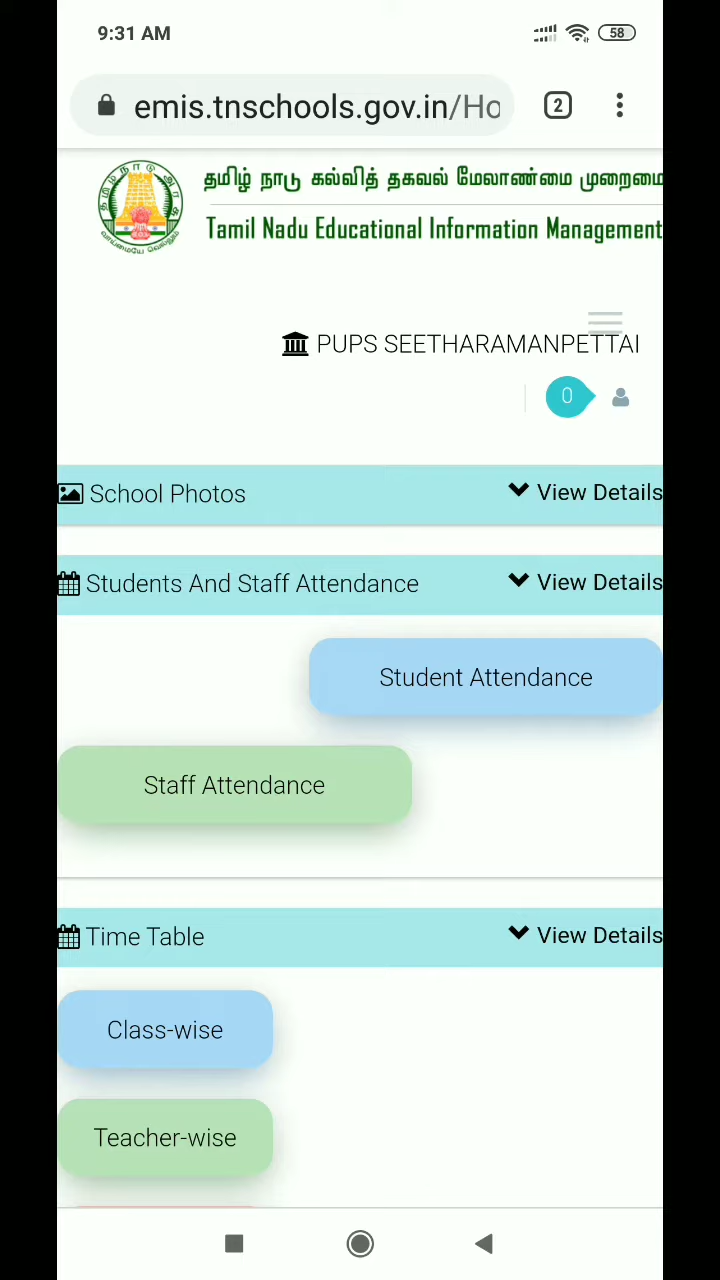 9:31 AM
58
emis.tnschools.gov.in/Ho
2
தமிழ் நாடு கல்வித் தகவல் மேலாண்மை முறைமை
Tamil Nadu Educational Information Management
PUPS SEETHARAMANPETTAI
0
School Photos View Details
Students And Staff Attendance View Details
Student Attendance
Staff Attendance
Time Table View Details
Class-wise
Teacher-wise